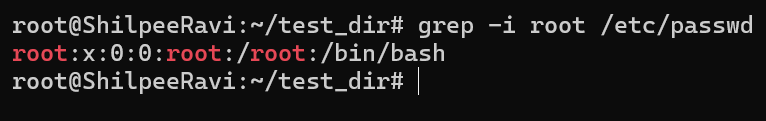 root@ShilpeeRavi:~/test_dir# grep -i root /etc/passwd
root:x:0:0:root:/root:/bin/bash
root@ShilpeeRavi:~/test_dir#